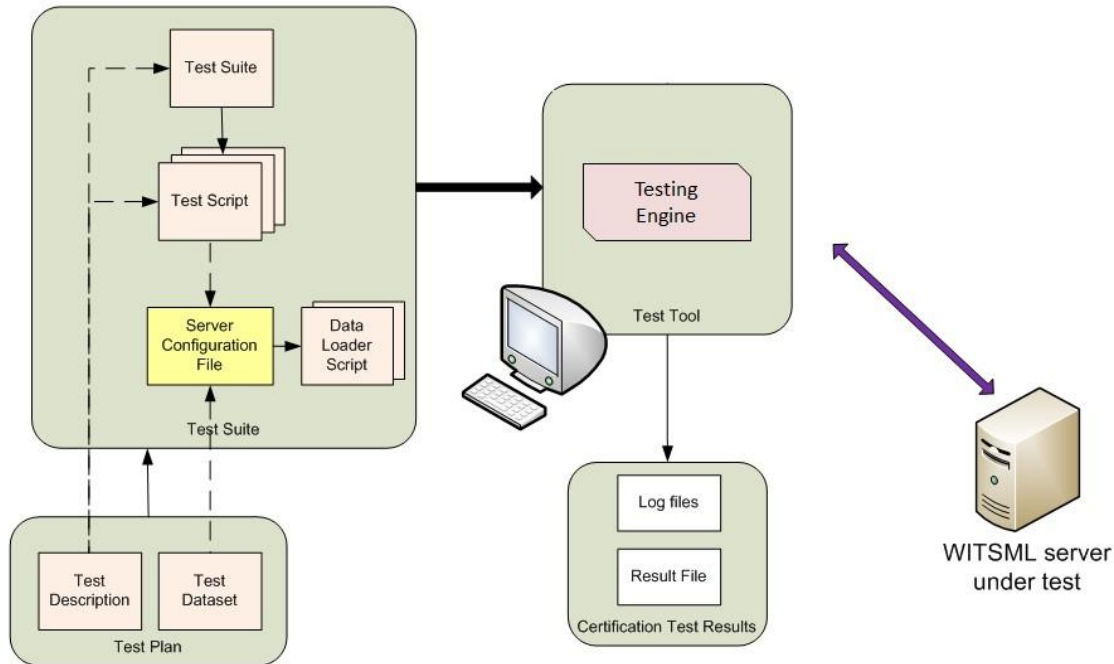 Test Suite
Test Script
Server
Configuration
File
Data
Loader
Script
Test Suite
Test
Description
Test
Dataset
Test Plan
Testing
Engine
Test Tool
Log files
Result File
Certification Test Results
WITSML server
under test